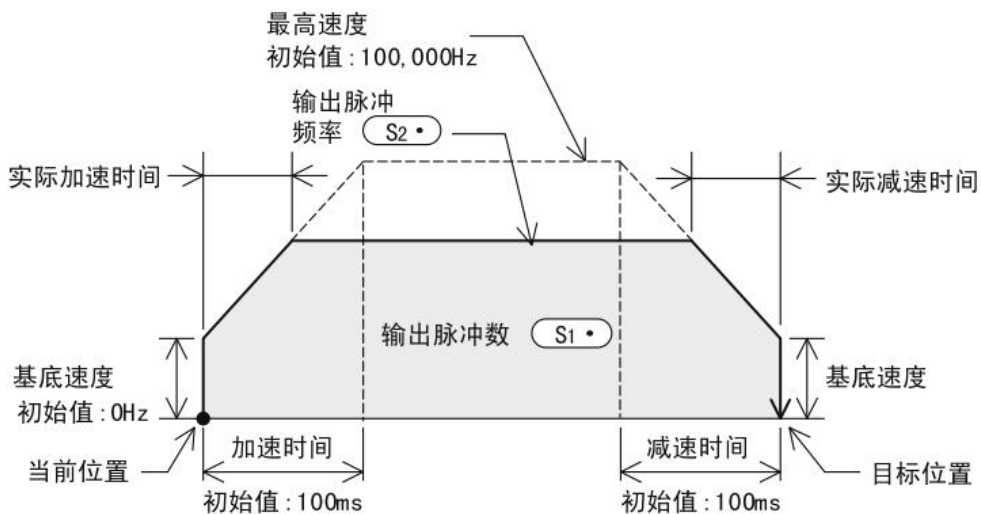 最高速度
初始值:100,000Hz
输出脉冲
频率 S2 •
实际加速时间
实际减速时间
输出脉冲数 S1 •
基底速度
初始值:0Hz
基底速度
当前位置
加速时间
初始值:100ms
减速时间
初始值:100ms
目标位置